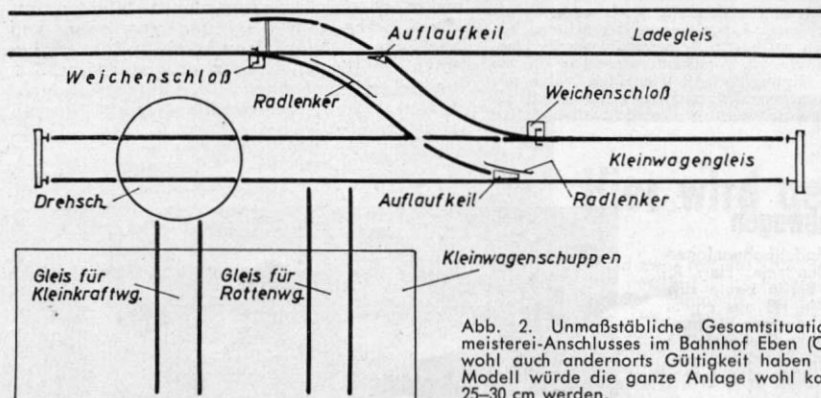 Auflaufkeil
Ladegleis
Weichenschloß
Radlenker
Weichenschloß
Kleinwagengleis
Drehsch.
Auflaufkeil
Radlenker
Gleis für
Kleinkraftwg.
Gleis für
Rottenwg.
Kleinwagenschuppen
Abb. 2. Unmaßstäbliche Gesamtsituatio
meisterei-Anschlusses im Bahnhof Eben (
wohl auch andernorts Gültigkeit haben
Modell würde die ganze Anlage wohl ka
25–30 cm werden.